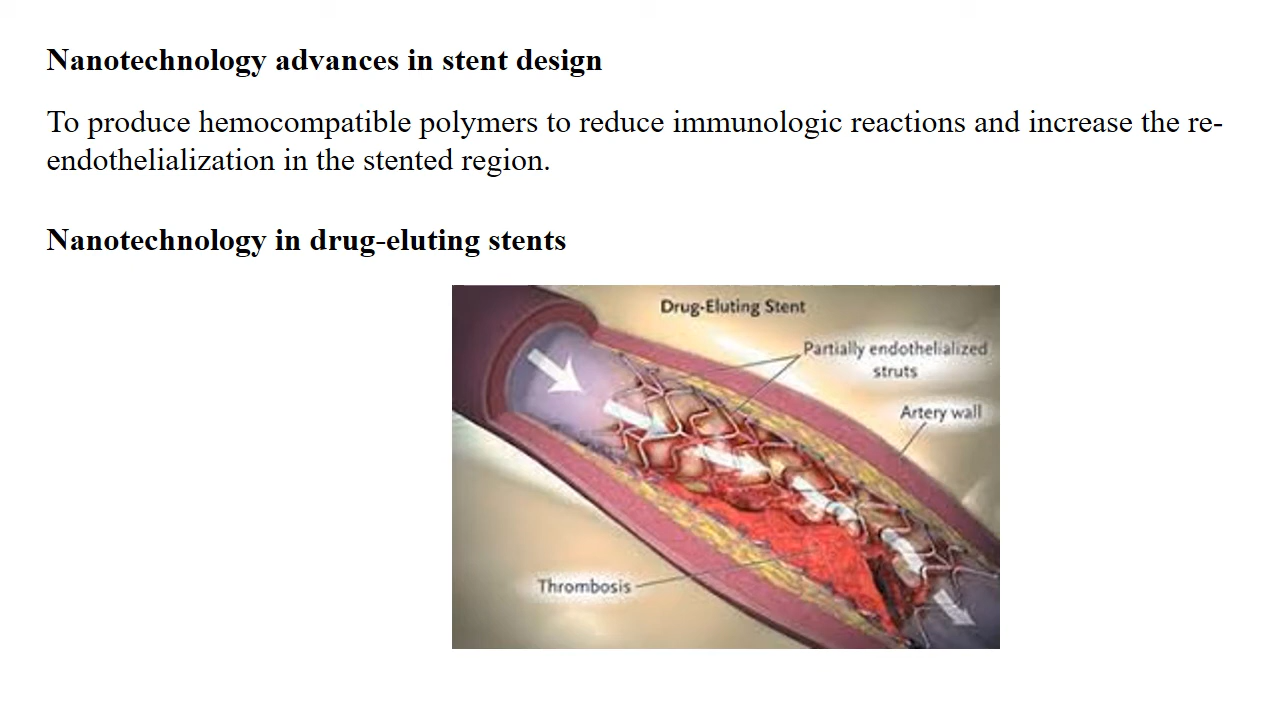 Nanotechnology advances in stent design
To produce hemocompatible polymers to reduce immunologic reactions and increase the re-
endothelialization in the stented region.
Nanotechnology in drug-eluting stents
Drug-Eluting Stent
Partially endothelialized
struts
Artery wall
Thrombosis